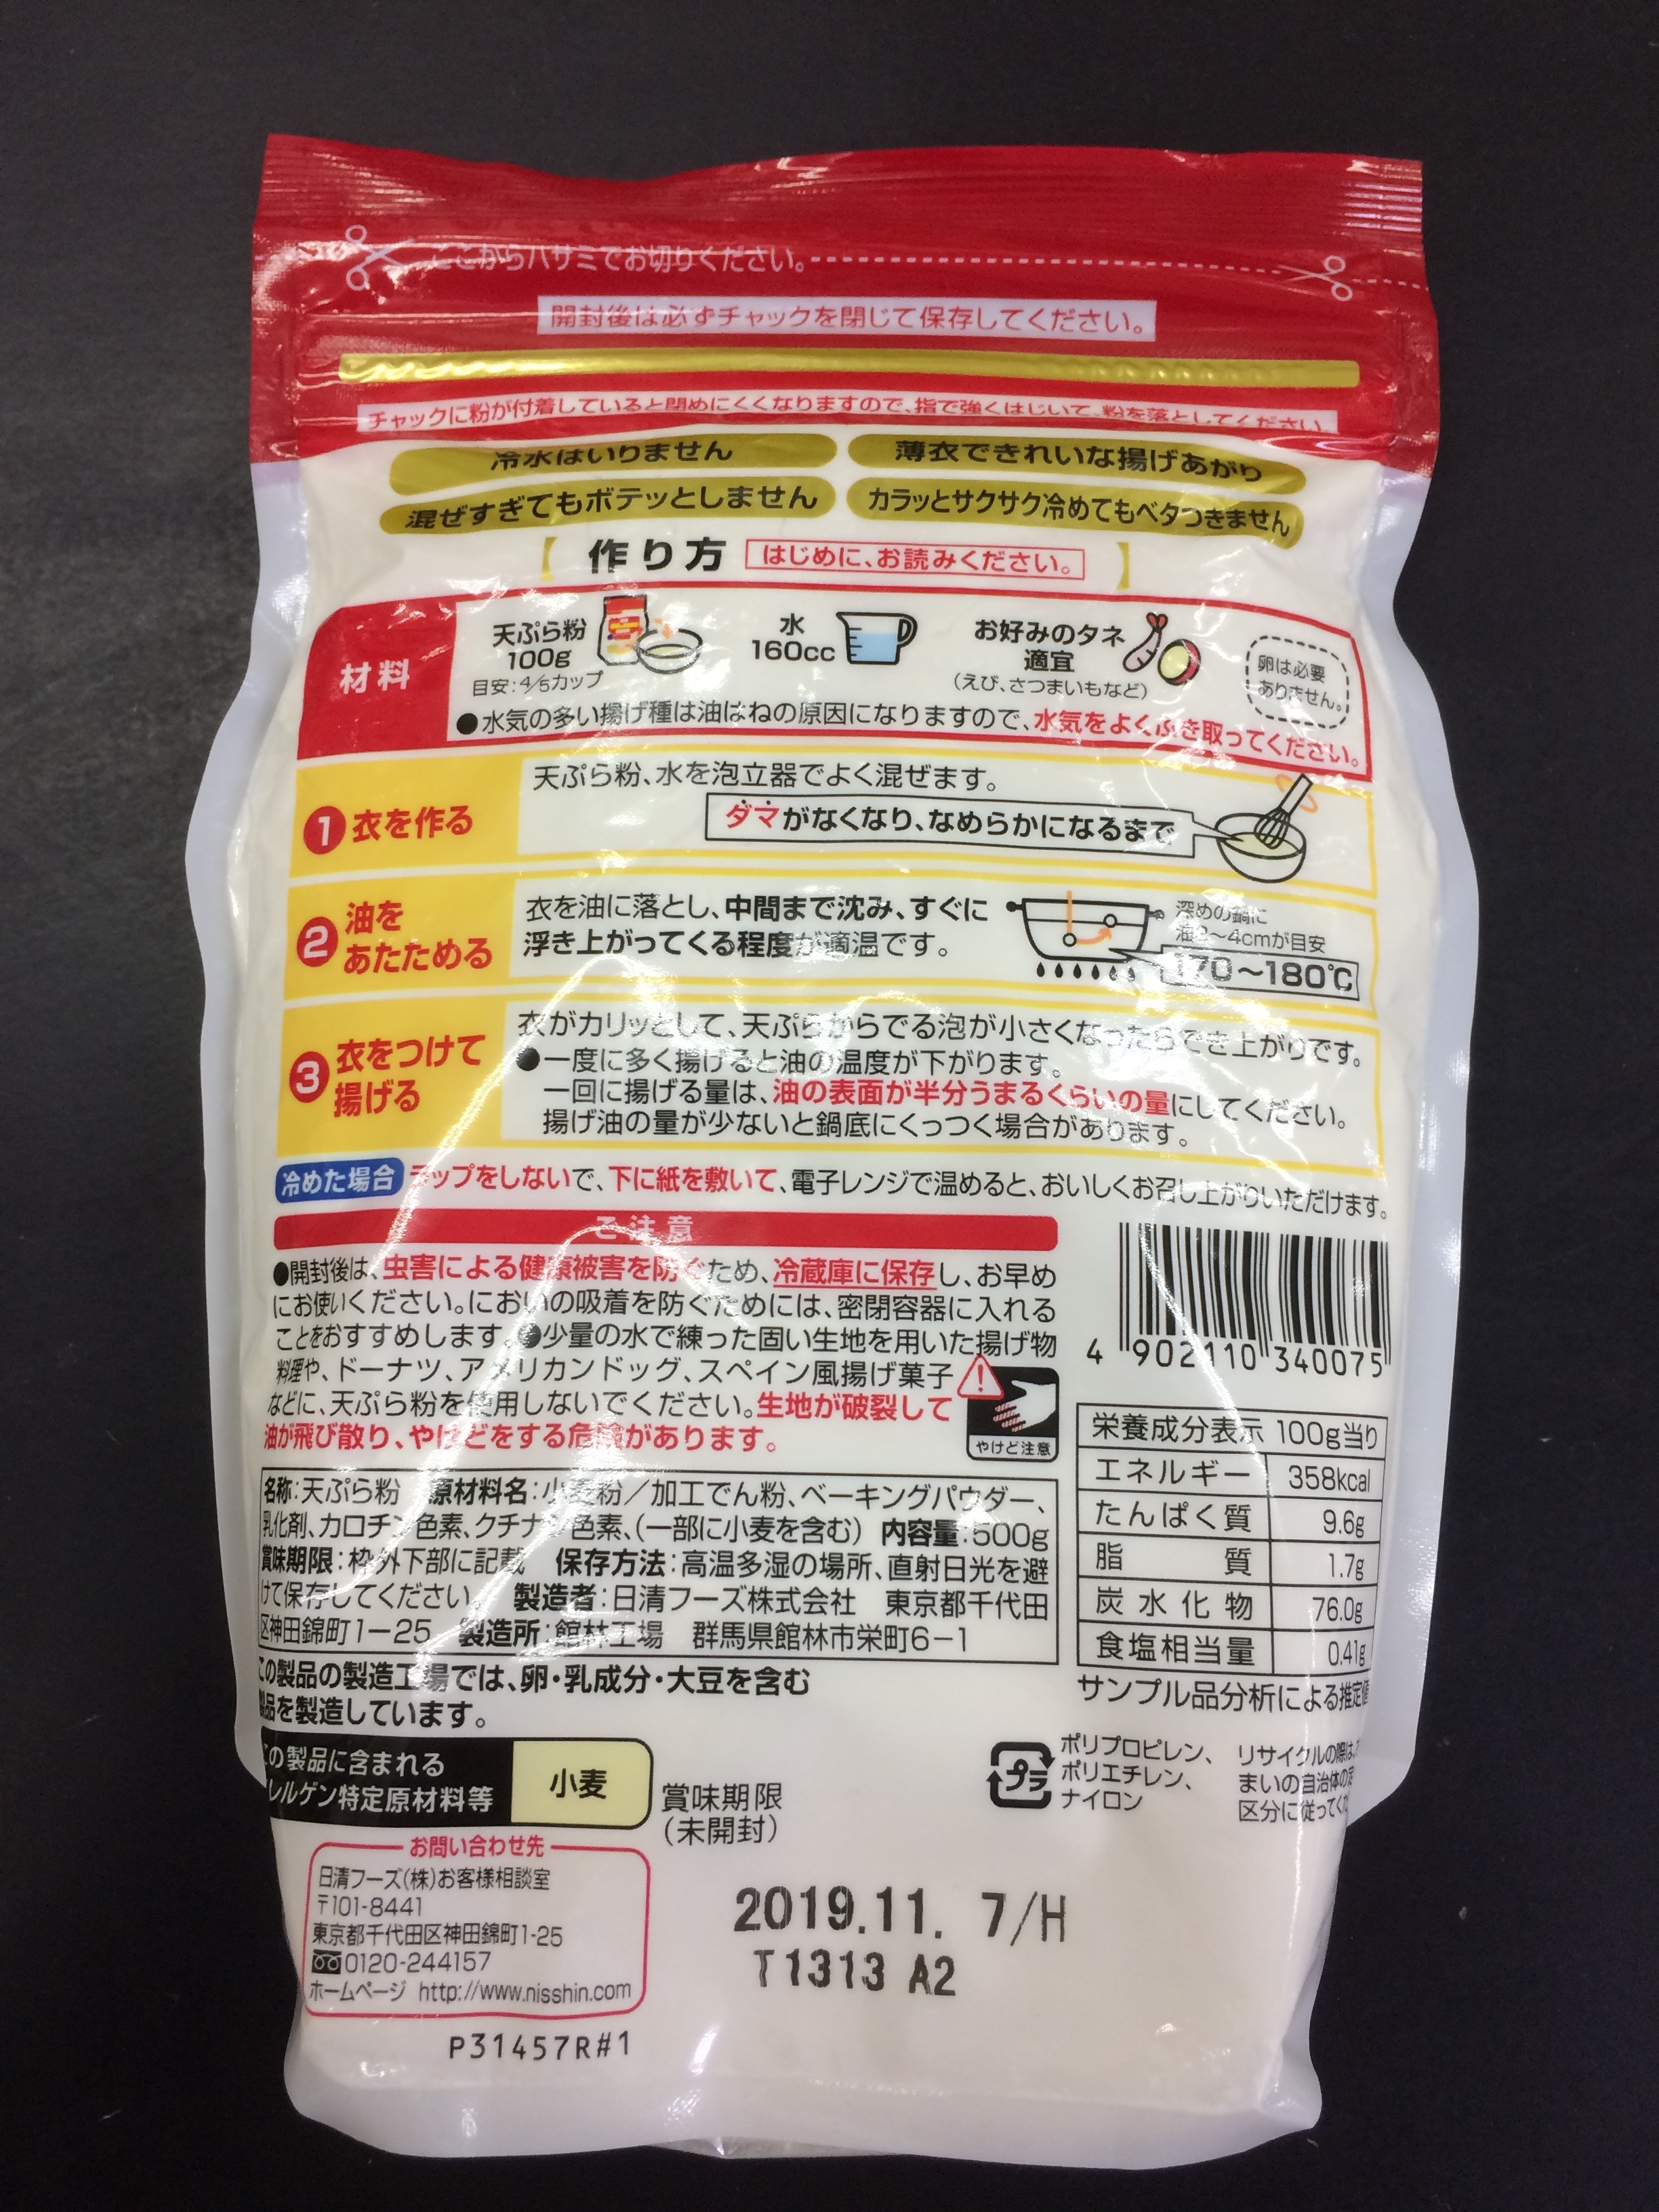 ここからハサミでお切りください。
開封後は必ずチャックを閉じて保存してください。
チャックに粉が付着していると閉めにくくなりますので、指で強くはじいて、粉を落としてください。
冷水はいりません
薄衣できれいな揚げあがり
混ぜすぎてもボテッとしません
カラッとサクサク冷めてもベタつきません
【 作り方 はじめに、お読みください。 】
材料
天ぷら粉
100g
目安:4/5カップ
水
160cc
お好みのタネ
適宜
(えび、さつまいもなど)
卵は必要
ありません。
●水気の多い揚げ種は油はねの原因になりますので、水気をよくふき取ってください。
1 衣を作る
天ぷら粉、水を泡立器でよく混ぜます。
ダマがなくなり、なめらかになるまで
2 油を
あたためる
衣を油に落とし、中間まで沈み、すぐに
浮き上がってくる程度が適温です。
深めの鍋に
油3〜4cmが目安
170〜180℃
3 衣をつけて
揚げる
衣がカリッとして、天ぷらからでる泡が小さくなったらでき上がりです。
●一度に多く揚げると油の温度が下がります。
一回に揚げる量は、油の表面が半分うまるくらいの量にしてください。
揚げ油の量が少ないと鍋底にくっつく場合があります。
冷めた場合 ラップをしないで、下に紙を敷いて、電子レンジで温めると、おいしくお召し上がりいただけます。
ご注意
●開封後は、虫害による健康被害を防ぐため、冷蔵庫に保存し、お早め
にお使いください。においの吸着を防ぐためには、密閉容器に入れる
ことをおすすめします。●少量の水で練った固い生地を用いた揚げ物
料理や、ドーナツ、アメリカンドッグ、スペイン風揚げ菓子
などに、天ぷら粉を使用しないでください。生地が破裂して
油が飛び散り、やけどをする危険があります。
やけど注意
4 902110 340075
栄養成分表示 100g当り
エネルギー 358kcal
たんぱく質 9.6g
脂質 1.7g
炭水化物 76.0g
食塩相当量 0.41g
サンプル品分析による推定値
名称:天ぷら粉 原材料名:小麦粉/加工でん粉、ベーキングパウダー、
乳化剤、カロチン色素、クチナシ色素、(一部に小麦を含む) 内容量:500g
賞味期限:枠外下部に記載 保存方法:高温多湿の場所、直射日光を避
けて保存してください。 製造者:日清フーズ株式会社 東京都千代田
区神田錦町1-25 製造所:館林工場 群馬県館林市栄町6-1
この製品の製造工場では、卵・乳成分・大豆を含む
製品を製造しています。
この製品に含まれる
レルゲン特定原材料等
小麦
賞味期限
(未開封)
プラ
ポリプロピレン、
ポリエチレン、
ナイロン
リサイクルの際は、
まいの自治体の
区分に従ってく
お問い合わせ先
日清フーズ(株)お客様相談室
〒101-8441
東京都千代田区神田錦町1-25
0120-244157
ホームページ http://www.nisshin.com
2019.11. 7/H
T1313 A2
P31457R#1